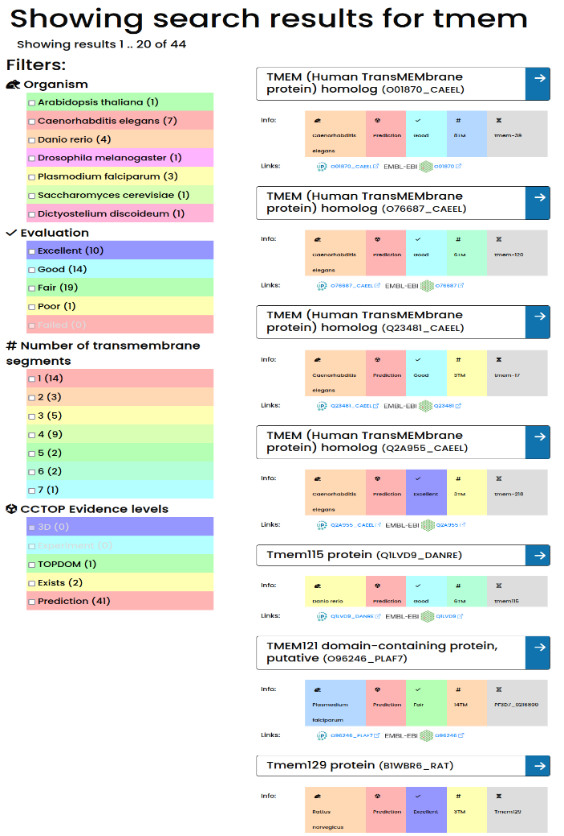 Showing search results for tmem
Showing results 1 .. 20 of 44
Filters:
Organism
Arabidopsis thaliana (1)
Caenorhabditis elegans (7)
Danio rerio (4)
Drosophila melanogaster (1)
Plasmodium falciparum (3)
Saccharomyces cerevisiae (1)
Dictyostelium discoideum (1)
Evaluation
Excellent (10)
Good (14)
Fair (19)
Poor (1)
Failed (0)
# Number of transmembrane
segments
1 (14)
2 (3)
3 (5)
4 (9)
5 (2)
6 (2)
7 (1)
CCTOP Evidence levels
3D (0)
Experiment (0)
TOPDOM (1)
Exists (2)
Prediction (41)
TMEM (Human TransMEMbrane
protein) homolog (O01870_CAEEL)
Info:
Caenorhabditis
elegans
Prediction
Good
#
tmem-39
Links:
O01870_CAEEL EMBL-EBI O01870
TMEM (Human TransMEMbrane
protein) homolog (O76687_CAEEL)
Info:
Caenorhabditis
elegans
Prediction
Good
#
6TM
Links:
O76687_CAEEL EMBL-EBI O76687
TMEM (Human TransMEMbrane
protein) homolog (Q23481_CAEEL)
Info:
Caenorhabditis
elegans
Prediction
Good
#
3TM
tmem-17
Links:
Q23481_CAEEL EMBL-EBI Q23481
TMEM (Human TransMEMbrane
protein) homolog (Q2A955_CAEEL)
Info:
Caenorhabditis
elegans
Prediction
Excellent
#
3TM
tmem-218
Links:
Q2A955_CAEEL EMBL-EBI Q2A955
Tmem115 protein (Q1LVD9_DANRE)
Info:
Danio rerio
Prediction
Good
#
6TM
tmem115
Links:
Q1LVD9_DANRE EMBL-EBI Q1LVD9
TMEM121 domain-containing protein,
putative (O96246_PLAF7)
Info:
Plasmodium
falciparum
Prediction
Fair
#
14TM
Links:
O96246_PLAF7 EMBL-EBI O96246
Tmem129 protein (B1WBR6_RAT)
Info:
Rattus
norvegicus
Prediction
Excellent
#
3TM
Tmem129